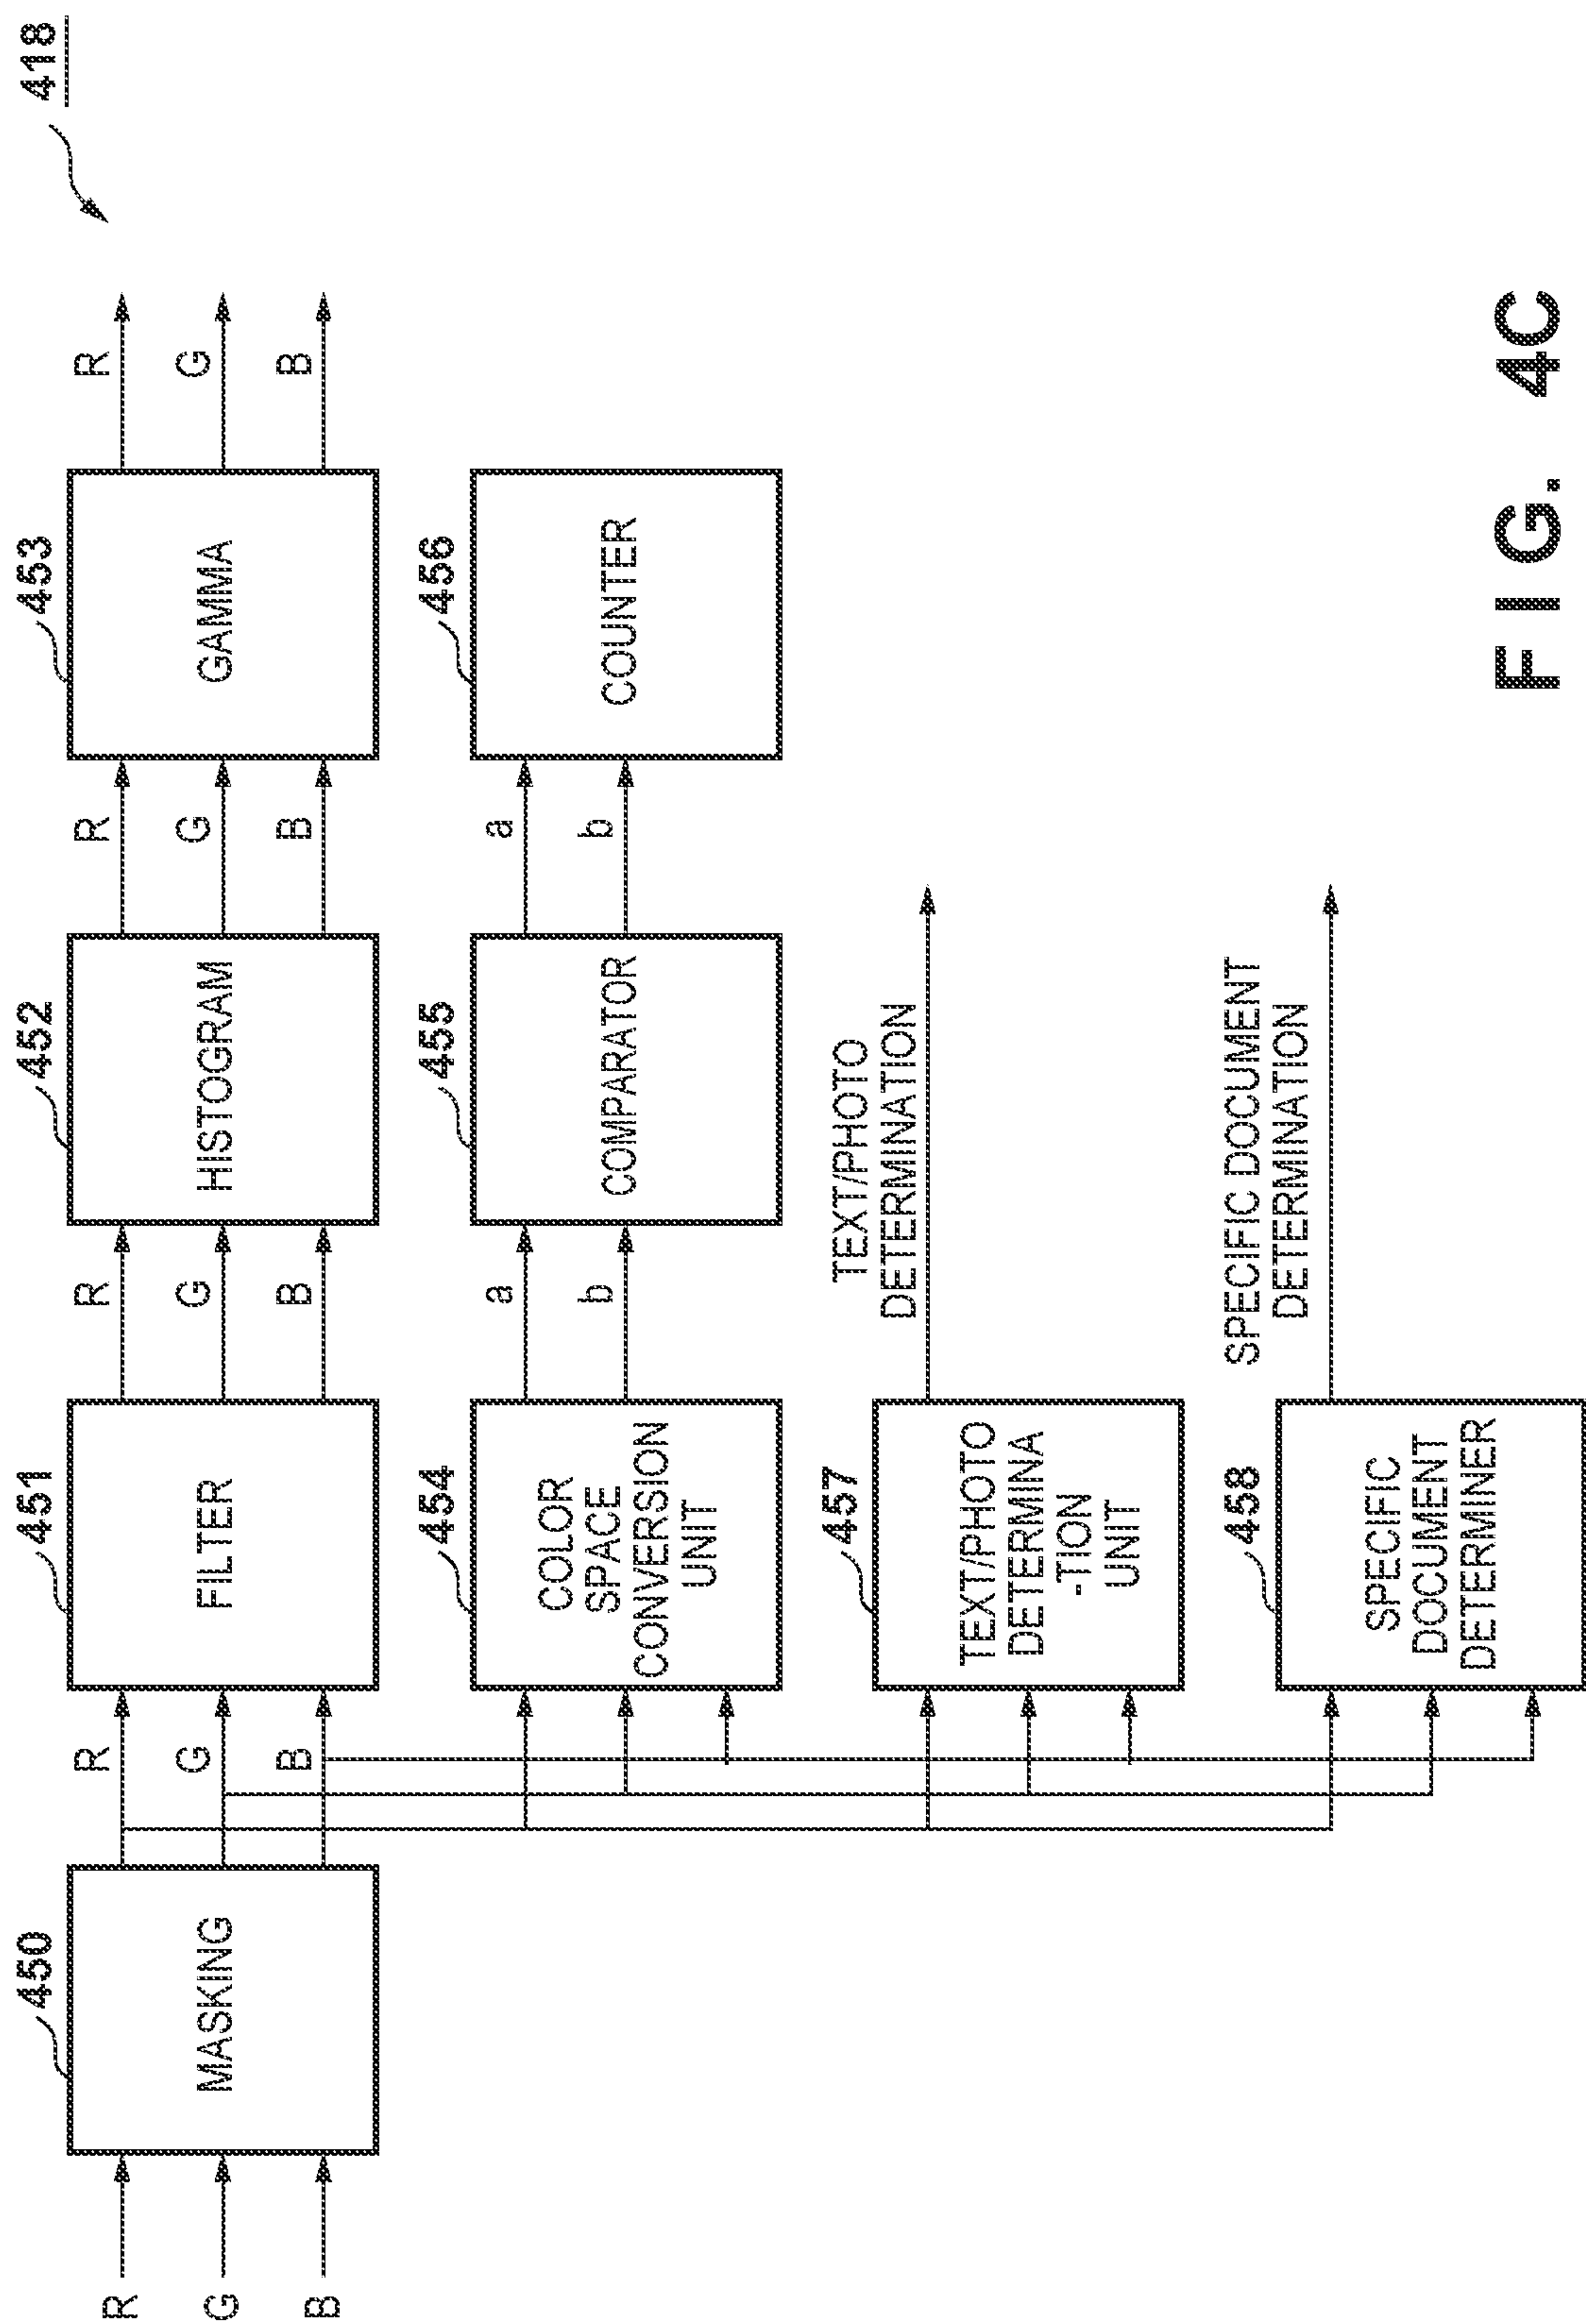 418
450
451
452
453
R
G
B
MASKING
R
G
B
FILTER
R
G
B
HISTOGRAM
R
G
B
GAMMA
R
G
B
454
455
456
COLOR
SPACE
CONVERSION
UNIT
a
b
COMPARATOR
a
b
COUNTER
457
TEXT/PHOTO
DETERMINA
-TION
UNIT
TEXT/PHOTO
DETERMINATION
458
SPECIFIC
DOCUMENT
DETERMINER
SPECIFIC DOCUMENT
DETERMINATION
FIG. 4C